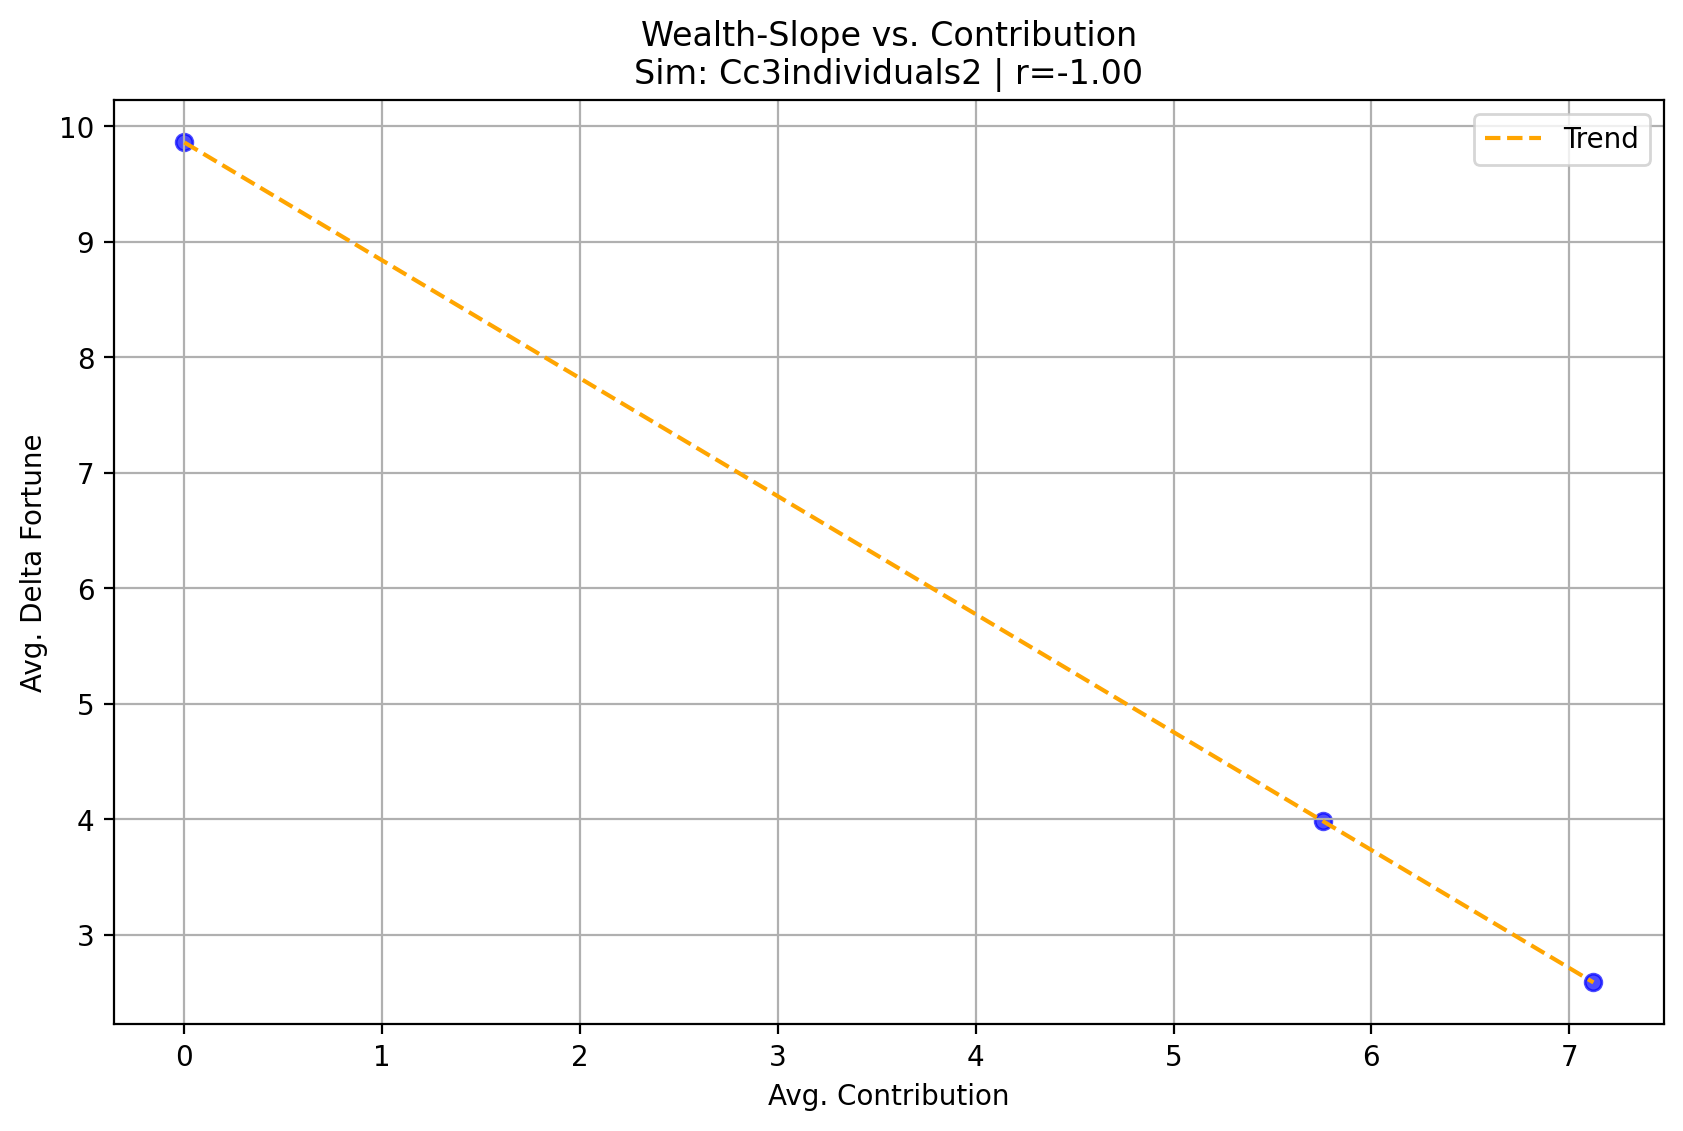 Wealth-Slope vs. Contribution
Sim: Cc3individuals2 | r=-1.00
Trend
10
9
8
7
6
5
4
3
Avg. Delta Fortune
0 1 2 3 4 5 6 7
Avg. Contribution